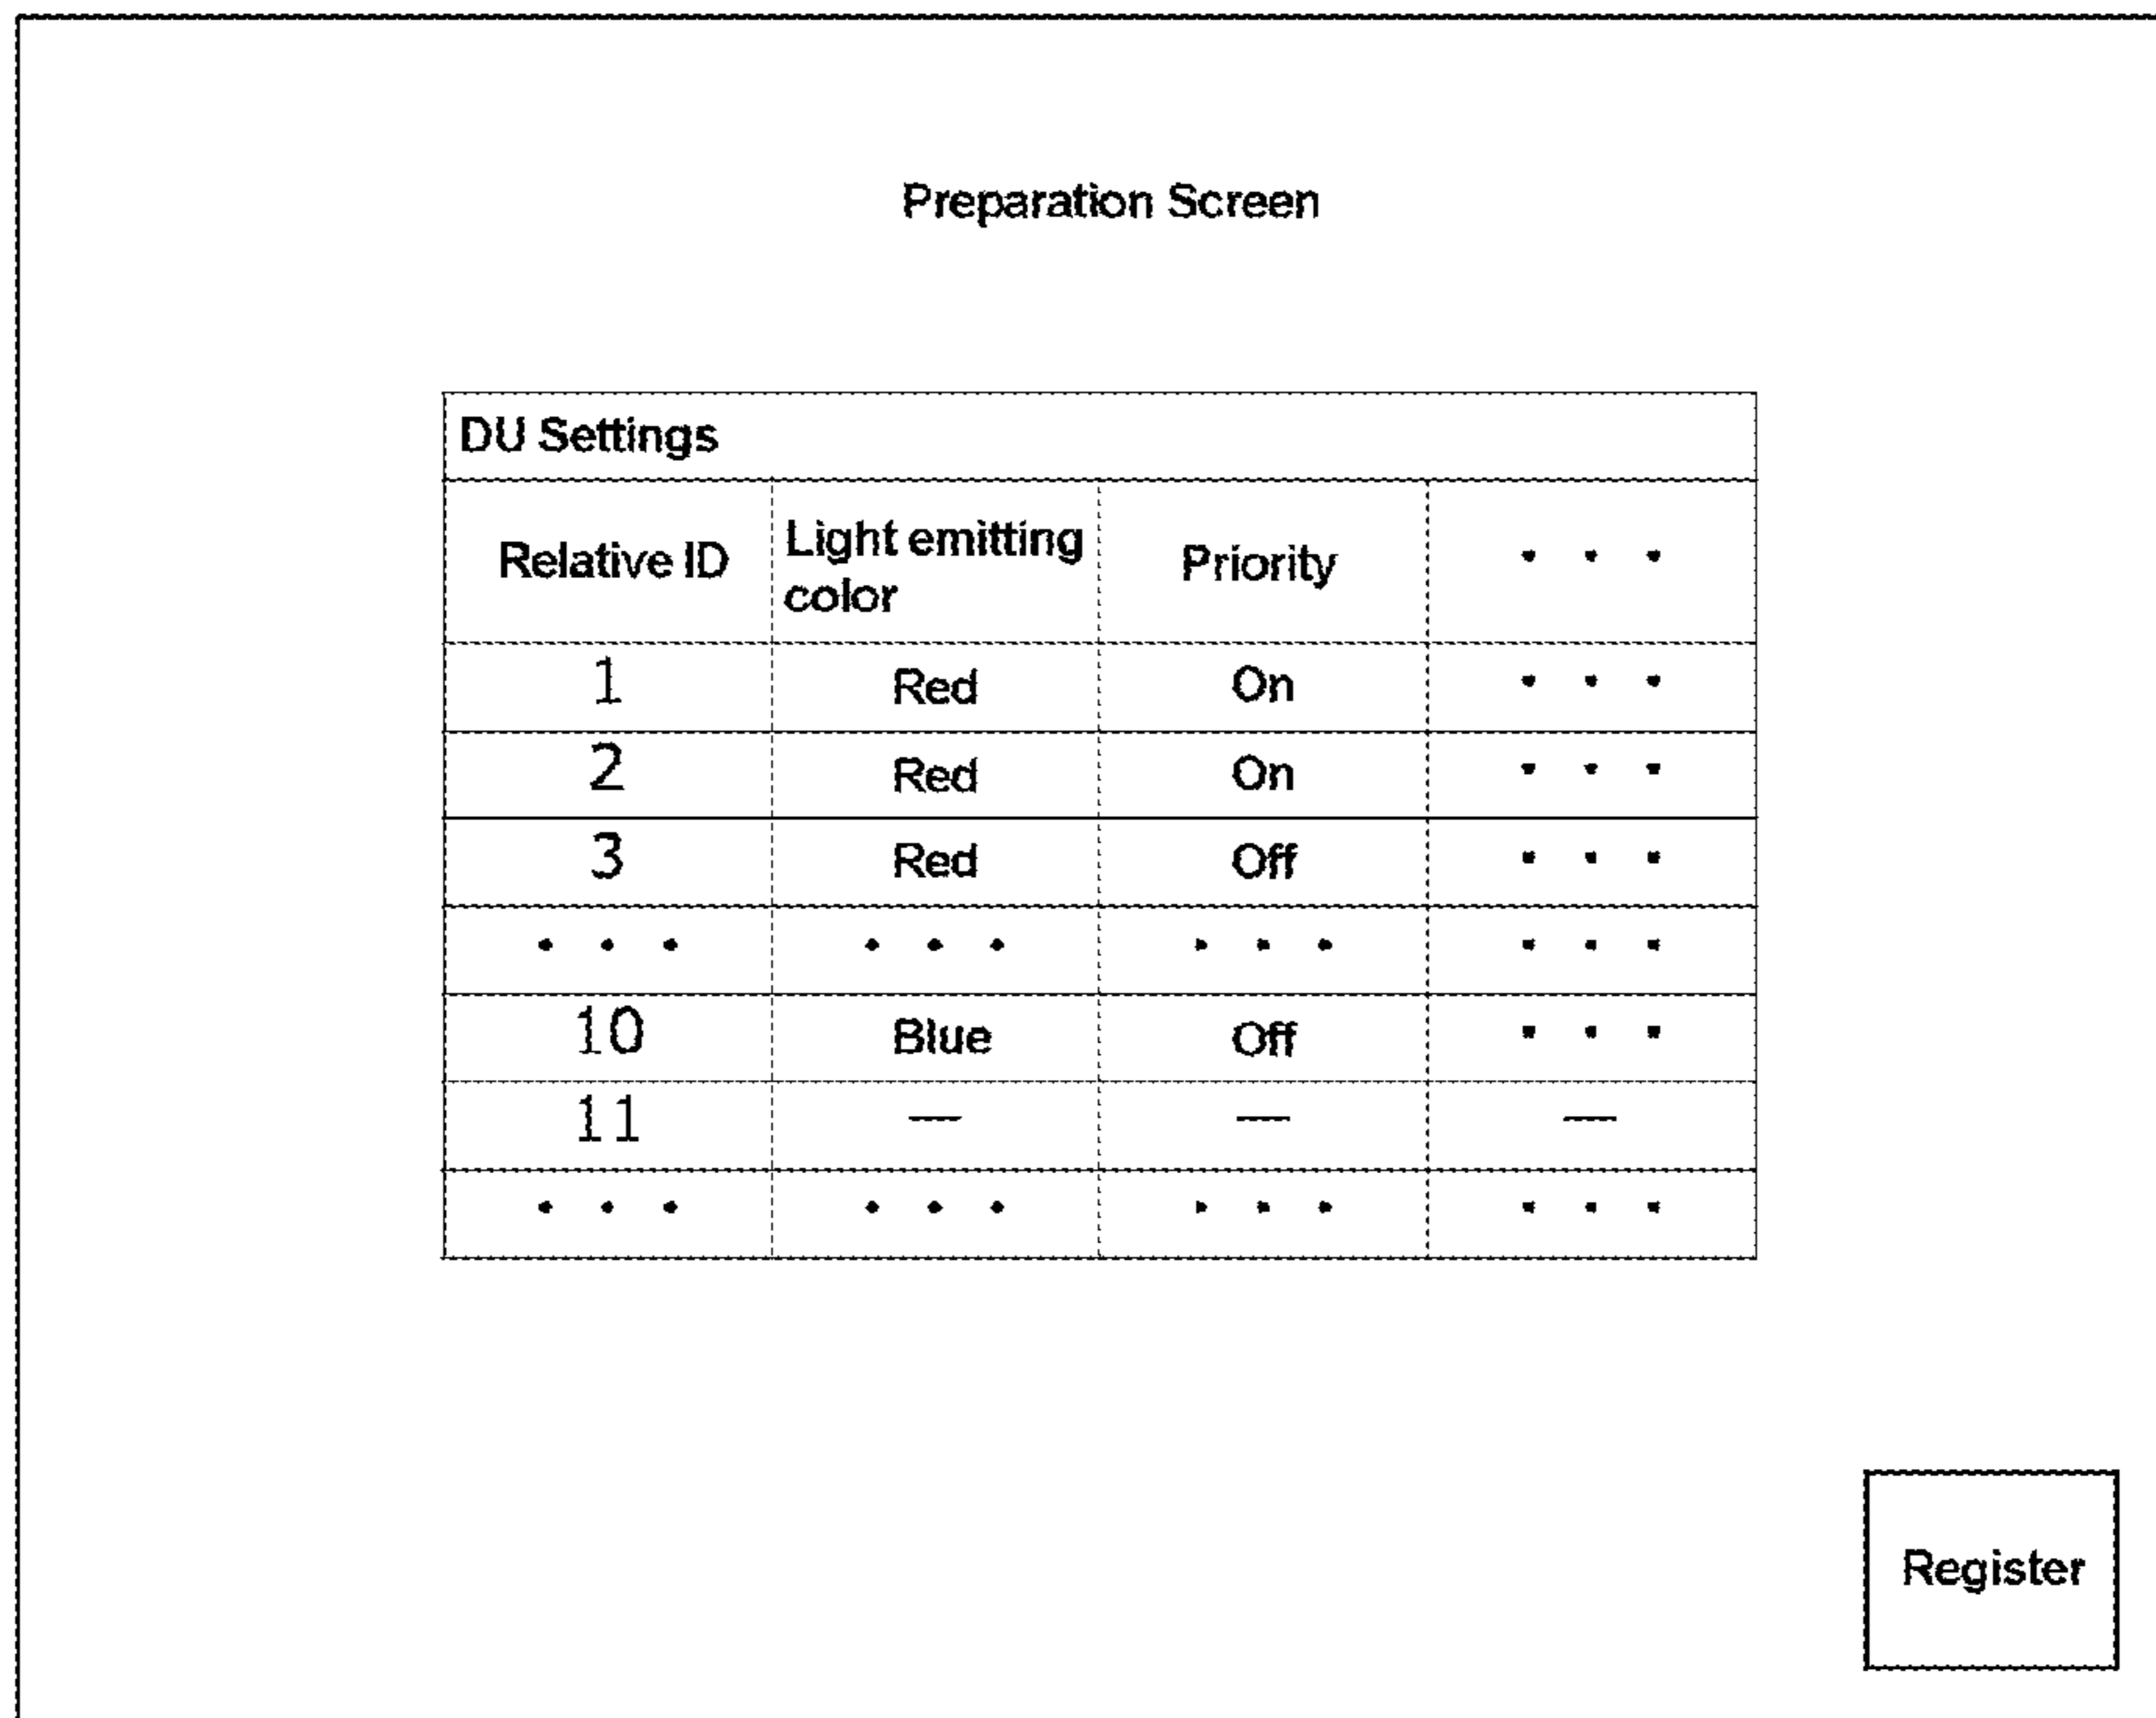 Preparation Screen
DU Settings
Relative ID Light emitting color Priority • • •
1 Red On • • •
2 Red On • • •
3 Red Off • • •
• • • • • • • • • • • •
10 Blue Off • • •
11 — — —
• • • • • • • • • • • •
Register